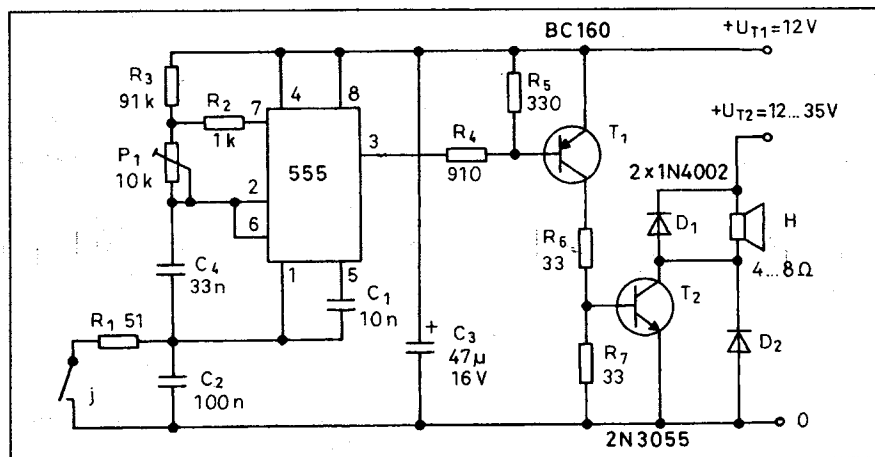 BC160
+U_T1=12V
R3
91k
R2
1k
7
4
8
R5
330
+U_T2=12...35V
P1
10k
555
3
R4
910
T1
2
6
2x1N4002
D1
H
4...8Ω
C4
33n
1
5
R6
33
T2
R1 51
C1
10n
C3
47µ
16V
+
R7
33
D2
j
C2
100n
2N3055
0